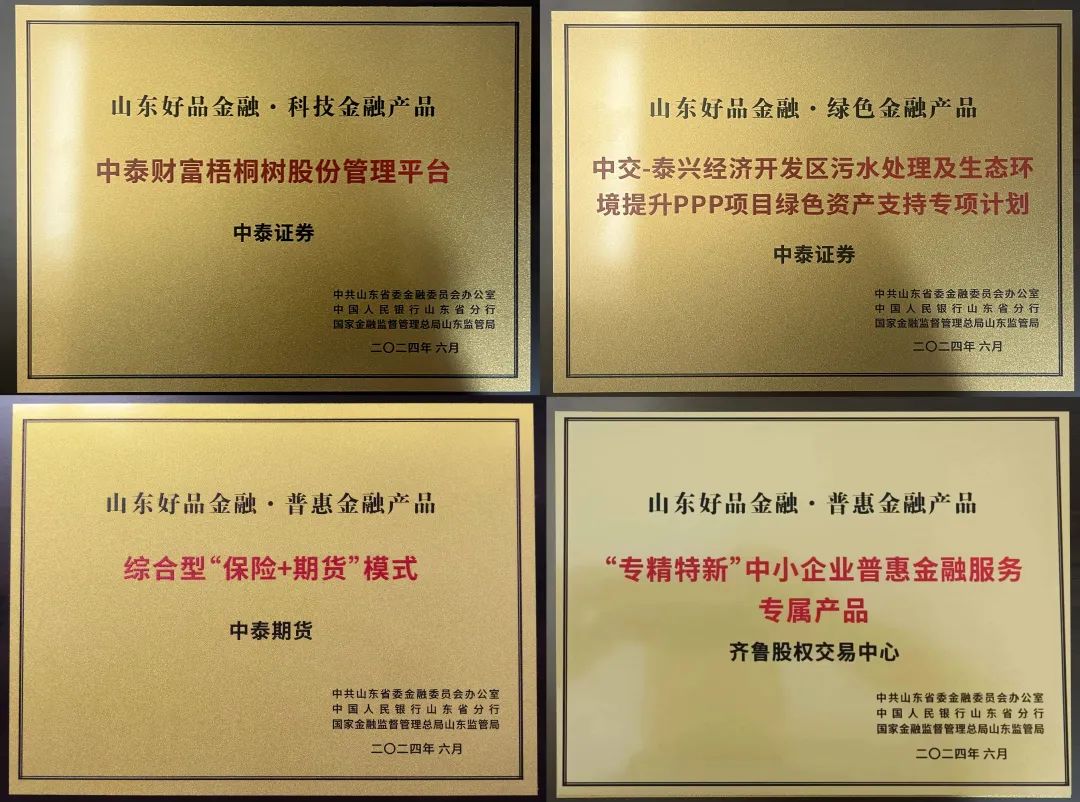 山东好品金融·科技金融产品
中泰财富梧桐树股份管理平台
中泰证券
中共山东省委金融委员会办公室
中国人民银行山东省分行
国家金融监督管理总局山东监管局
二〇二四年 六月
山东好品金融·绿色金融产品
中交-泰兴经济开发区污水处理及生态环
境提升PPP项目绿色资产支持专项计划
中泰证券
中共山东省委金融委员会办公室
中国人民银行山东省分行
国家金融监督管理总局山东监管局
二〇二四年 六月
山东好品金融·普惠金融产品
综合型“保险+期货”模式
中泰期货
中共山东省委金融委员会办公室
中国人民银行山东省分行
国家金融监督管理总局山东监管局
二〇二四年 六月
山东好品金融·普惠金融产品
“专精特新”中小企业普惠金融服务
专属产品
齐鲁股权交易中心
中共山东省委金融委员会办公室
中国人民银行山东省分行
国家金融监督管理总局山东监管局
二〇二四年 六月